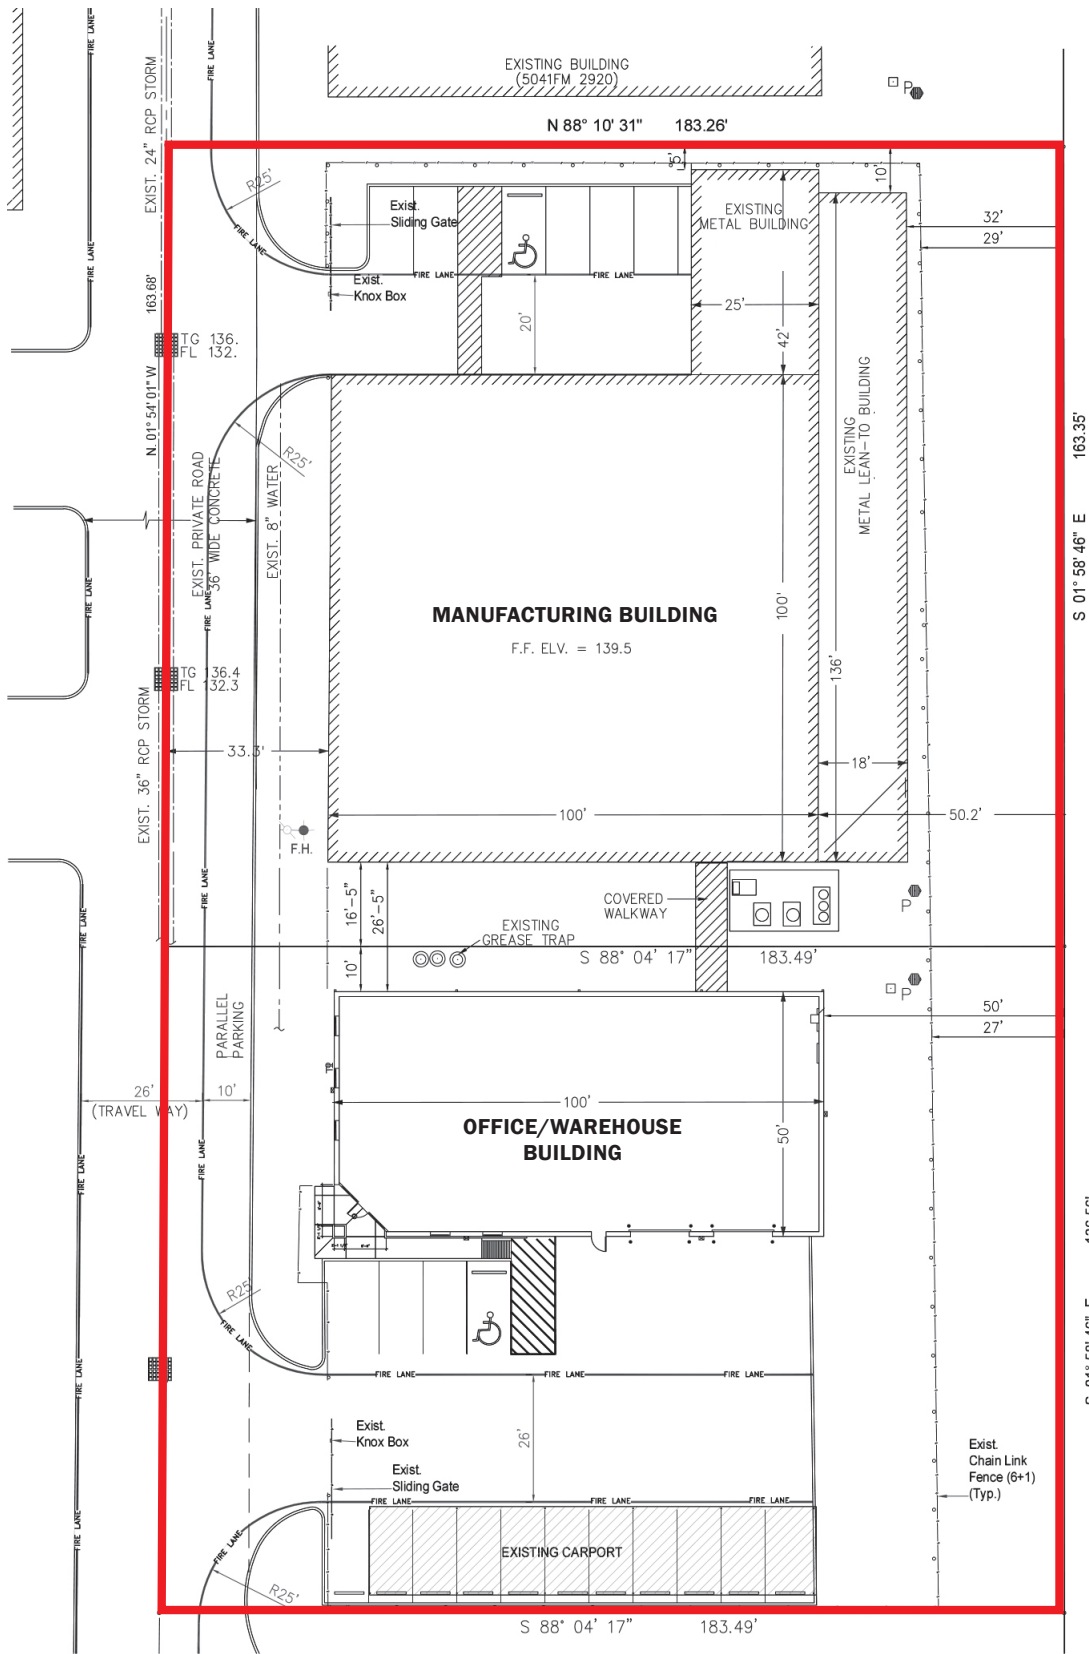 FIRE LANE
FIRE LANE
EXISTING BUILDING
(5041FM 2920)
P
N 88° 10' 31" 183.26'
EXIST. 24" RCP STORM
R25'
5'
10'
Exist.
Sliding Gate
EXISTING
METAL BUILDING
32'
29'
FIRE LANE
FIRE LANE
FIRE LANE
FIRE LANE
Exist.
Knox Box
163.68'
25'
20'
42'
TG 136.
FL 132.
N. 01° 54' 01" W
R25'
EXISTING
METAL LEAN-TO BUILDING
163.35'
S 01° 58' 46" E
EXIST. PRIVATE ROAD
36' WIDE CONCRETE
EXIST. 8" WATER
FIRE LANE
FIRE LANE
MANUFACTURING BUILDING
F.F. ELV. = 139.5
100'
136'
TG 136.4
FL 132.3
EXIST. 36" RCP STORM
33.3'
18'
100'
50.2'
F.H.
FIRE LANE
FIRE LANE
16'-5"
26'-5"
COVERED
WALKWAY
P
EXISTING
GREASE TRAP
S 88° 04' 17" 183.49'
10'
P
50'
27'
PARALLEL
PARKING
26'
(TRAVEL WAY)
10'
100'
OFFICE/WAREHOUSE
BUILDING
50'
FIRE LANE
FIRE LANE
R25'
FIRE LANE
FIRE LANE
FIRE LANE
FIRE LANE
FIRE LANE
26'
Exist.
Knox Box
Exist.
Sliding Gate
Exist.
Chain Link
Fence (6+1)
(Typ.)
FIRE LANE
FIRE LANE
FIRE LANE
FIRE LANE
FIRE LANE
EXISTING CARPORT
R25'
S 88° 04' 17" 183.49'